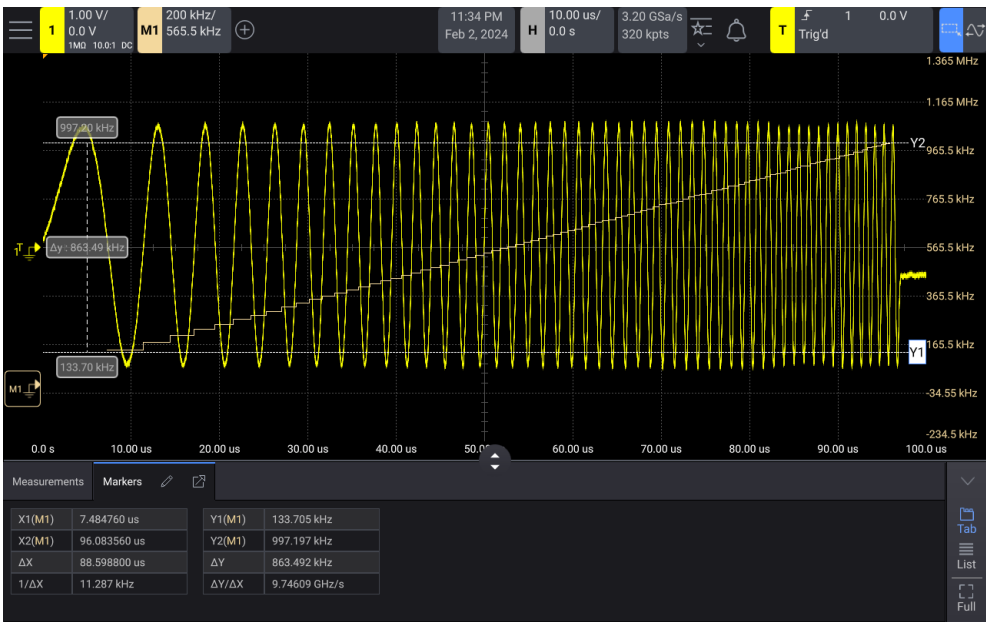 1 1.00 V/ 0.0 V 1MΩ 10.0:1 DC
M1 200 kHz/ 565.5 kHz
11:34 PM Feb 2, 2024
H 10.00 us/ 0.0 s
3.20 GSa/s 320 kpts
T 1 0.0 V Trig'd
1.365 MHz
1.165 MHz
997.20 kHz
Y2 965.5 kHz
765.5 kHz
1T Δy : 863.49 kHz 565.5 kHz
365.5 kHz
Y1 165.5 kHz
133.70 kHz
M1 -34.55 kHz
-234.5 kHz
0.0 s 10.00 us 20.00 us 30.00 us 40.00 us 50.0 60.00 us 70.00 us 80.00 us 90.00 us 100.0 us
Measurements Markers
X1(M1) 7.484760 us Y1(M1) 133.705 kHz
X2(M1) 96.083560 us Y2(M1) 997.197 kHz
ΔX 88.598800 us ΔY 863.492 kHz
1/ΔX 11.287 kHz ΔY/ΔX 9.74609 GHz/s
Tab
List
Full